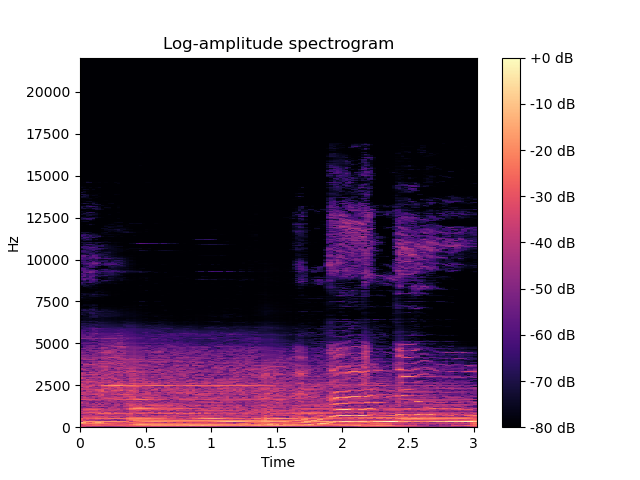 Log-amplitude spectrogram
Hz
20000
17500
15000
12500
10000
7500
5000
2500
0
0 0.5 1 1.5 2 2.5 3
Time
+0 dB
-10 dB
-20 dB
-30 dB
-40 dB
-50 dB
-60 dB
-70 dB
-80 dB